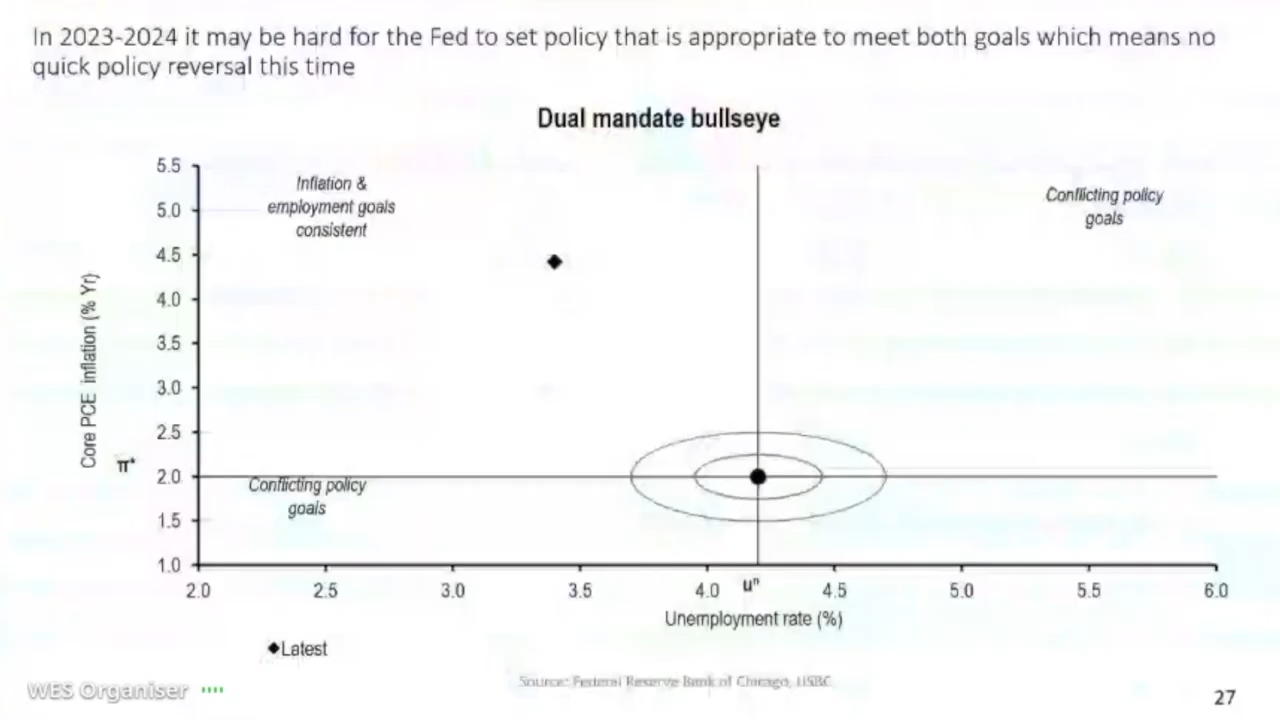 In 2023-2024 it may be hard for the Fed to set policy that is appropriate to meet both goals which means no
quick policy reversal this time
Dual mandate bullseye
5.5
5.0
4.5
4.0
3.5
3.0
2.5
2.0
1.5
1.0
Core PCE inflation (% Yr)
π*
Inflation &
employment goals
consistent
Conflicting policy
goals
Conflicting policy
goals
2.0
2.5
3.0
3.5
4.0
uⁿ
4.5
5.0
5.5
6.0
Unemployment rate (%)
Latest
Source: Federal Reserve Bank of Chicago, HSBC
WES Organiser
27